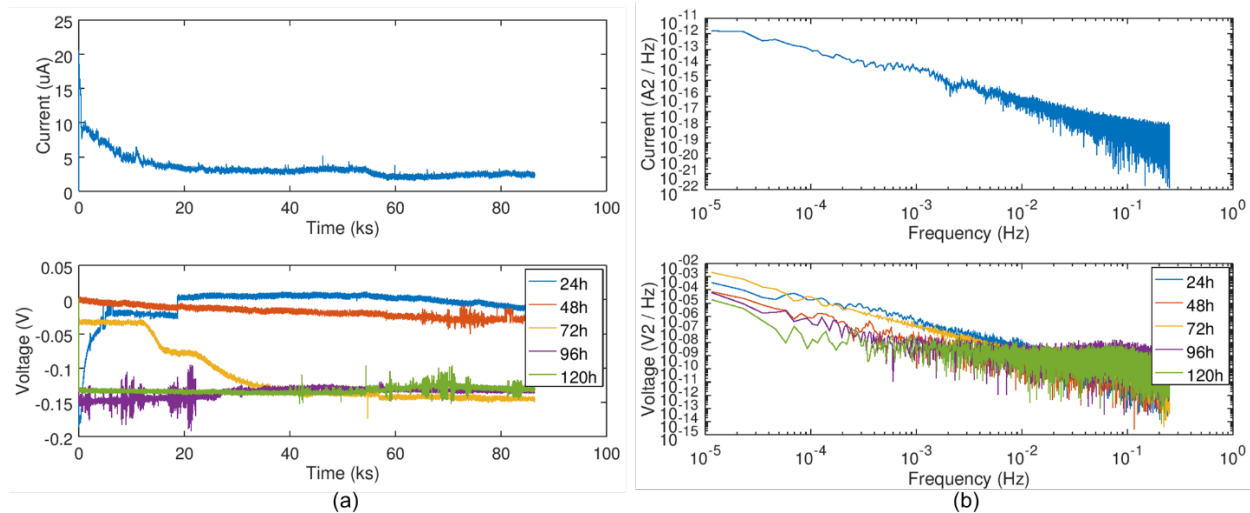 25
20
15
10
5
0
Current (uA)
0 20 40 60 80 100
Time (ks)
0.05
0
-0.05
-0.1
-0.15
-0.2
Voltage (V)
24h
48h
72h
96h
120h
0 20 40 60 80 100
Time (ks)
(a)
10-11
10-12
10-13
10-14
10-15
10-16
10-17
10-18
10-19
10-20
10-21
10-22
Current (A2 / Hz)
10-5 10-4 10-3 10-2 10-1 100
Frequency (Hz)
10-02
10-03
10-04
10-05
10-06
10-07
10-08
10-09
10-10
10-11
10-12
10-13
10-14
10-15
Voltage (V2 / Hz)
24h
48h
72h
96h
120h
10-5 10-4 10-3 10-2 10-1 100
Frequency (Hz)
(b)